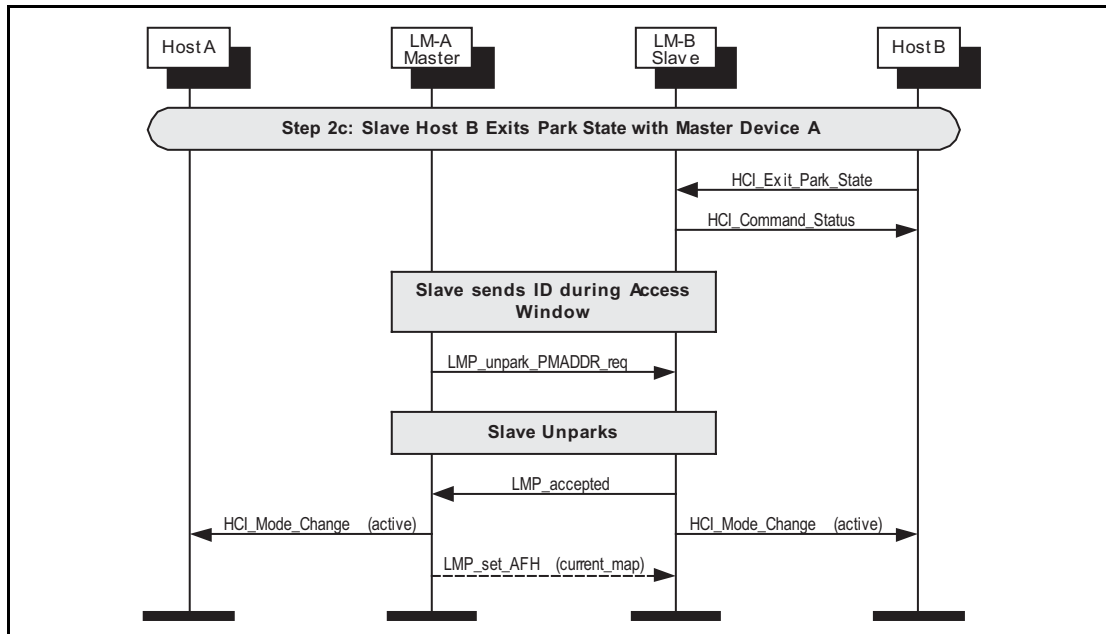 Host A
LM-A
Master
LM-B
Slave
Host B
Step 2c: Slave Host B Exits Park State with Master Device A
HCI_Exit_Park_State
HCI_Command_Status
Slave sends ID during Access
Window
LMP_unpark_PMADDR_req
Slave Unparks
LMP_accepted
HCI_Mode_Change (active)
HCI_Mode_Change (active)
LMP_set_AFH (current_map)